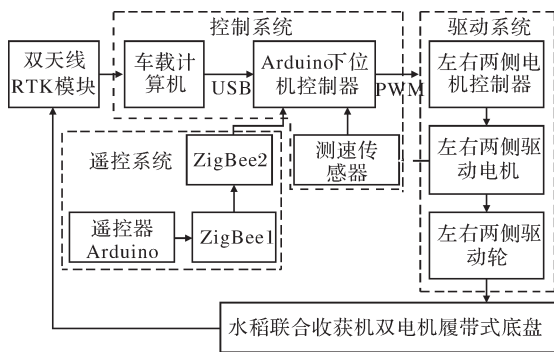 控制系统
驱动系统
双天线
RTK模块
车载计
算机
USB
Arduino下位
机控制器
PWM
左右两侧电
机控制器
遥控系统
ZigBee2
测速传
感器
左右两侧驱
动电机
遥控器
Arduino
ZigBee1
左右两侧驱
动轮
水稻联合收获机双电机履带式底盘